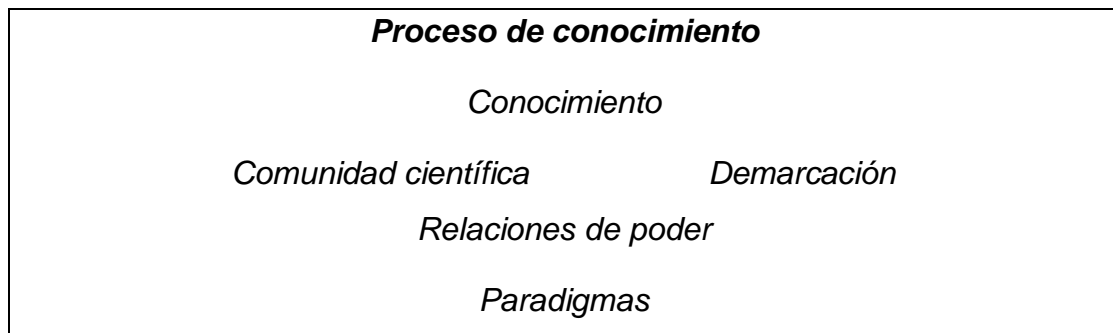 Proceso de conocimiento
Conocimiento
Comunidad científica Demarcación
Relaciones de poder
Paradigmas